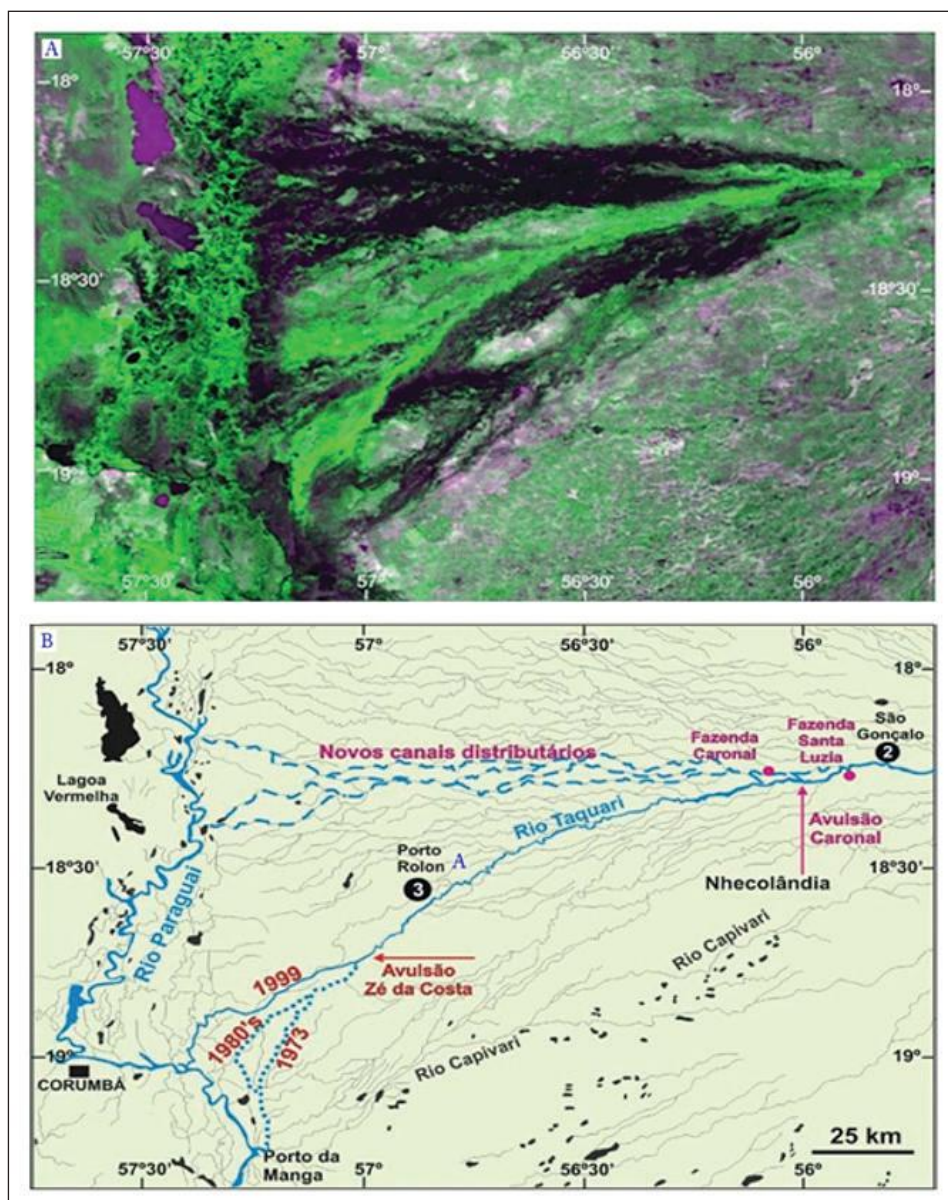 A
57°30'
57°
56°30'
56°
18°
18°
18°30'
18°30'
19°
19°
57°30'
57°
56°30'
56°
B
57°30'
57°
56°30'
56°
18°
18°
Novos canais distributários
Fazenda
Caronal
Fazenda
Santa
Luzia
São
Gonçalo
2
Lagoa
Vermelha
Rio Taquari
Avulsão
Caronal
Porto
Rolon
A
3
18°30'
18°30'
Nhecolândia
Rio Paraguai
Rio Capivari
1999
Avulsão
Zé da Costa
1980's
1973
19°
19°
Rio Capivari
CORUMBÁ
25 km
Porto da
Manga
57°30'
57°
56°30'
56°